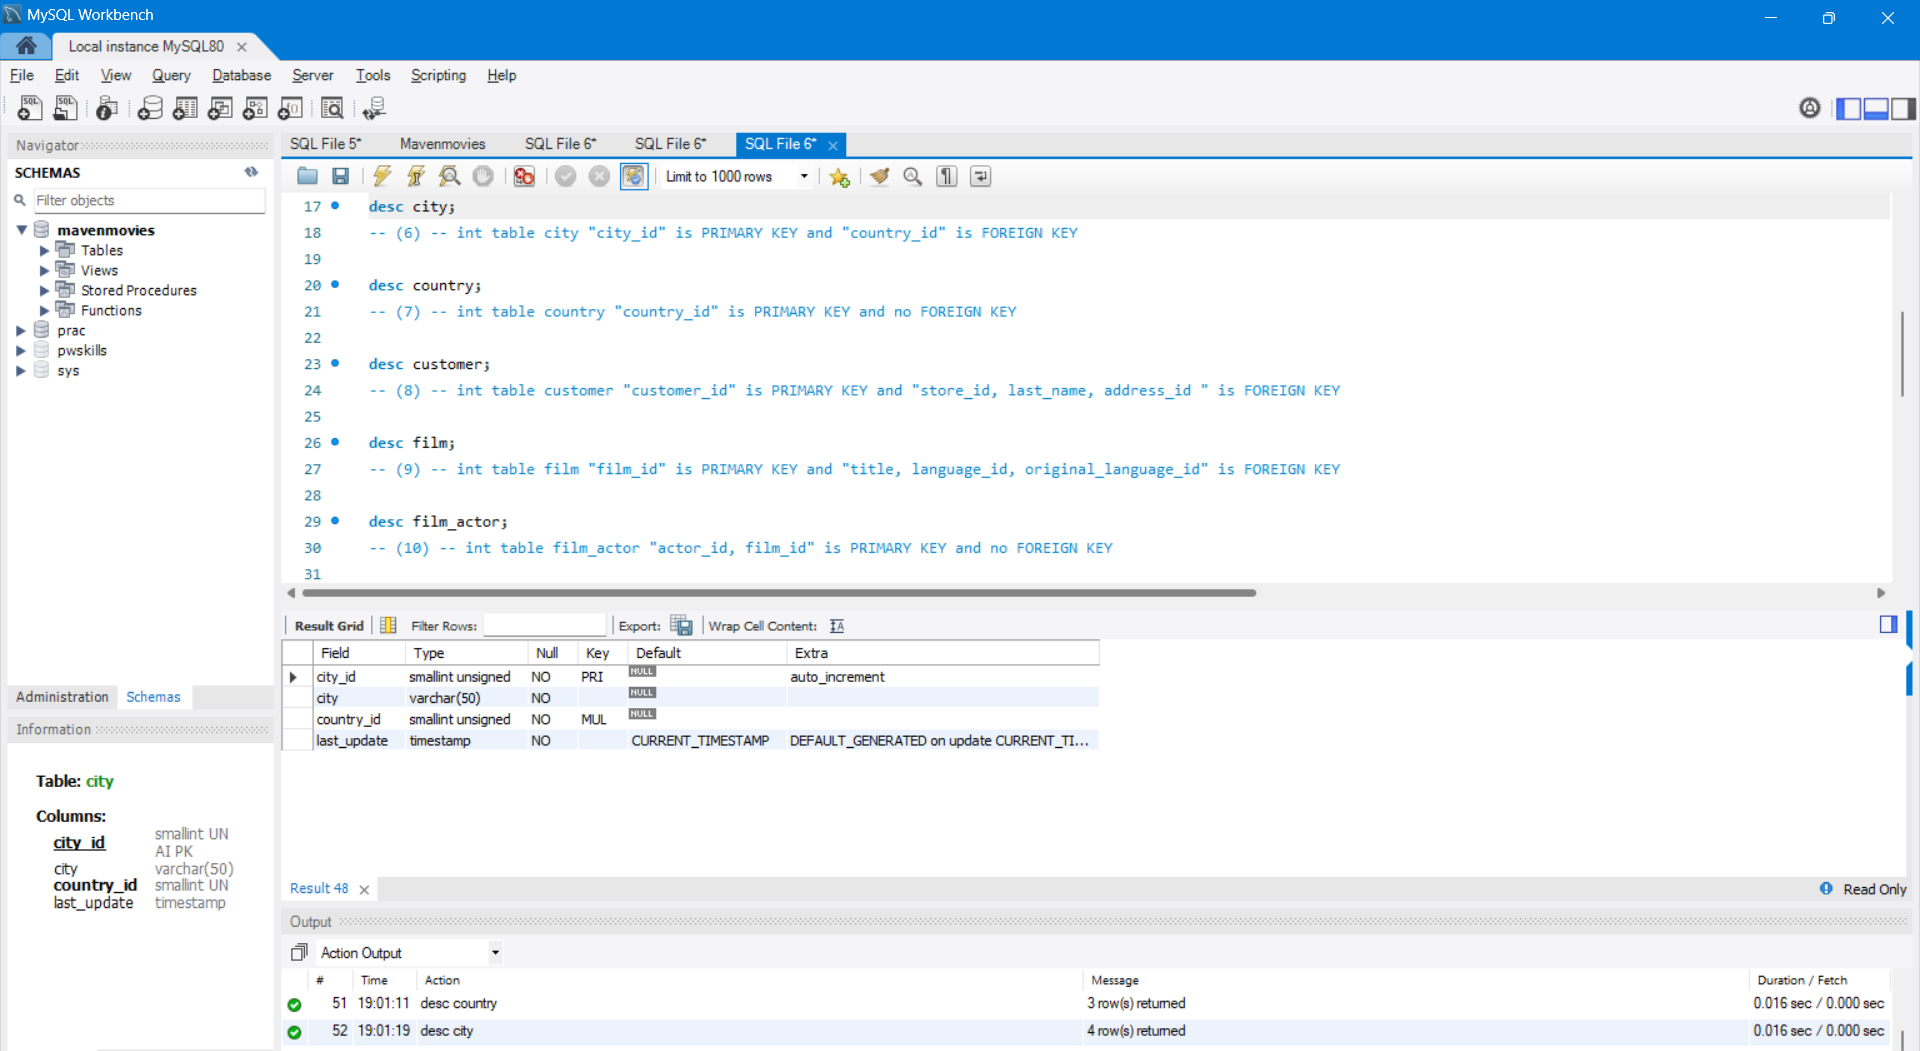 MySQL Workbench
Local instance MySQL80
File Edit View Query Database Server Tools Scripting Help
Navigator
SCHEMAS
Filter objects
mavenmovies
Tables
Views
Stored Procedures
Functions
prac
pwskills
sys
Administration Schemas
Information
Table: city
Columns:
city_id smallint UN AI PK
city varchar(50)
country_id smallint UN
last_update timestamp
SQL File 5* Mavenmovies SQL File 6* SQL File 6* SQL File 6*
Limit to 1000 rows
17 desc city;
18 -- (6) -- int table city "city_id" is PRIMARY KEY and "country_id" is FOREIGN KEY
19
20 desc country;
21 -- (7) -- int table country "country_id" is PRIMARY KEY and no FOREIGN KEY
22
23 desc customer;
24 -- (8) -- int table customer "customer_id" is PRIMARY KEY and "store_id, last_name, address_id " is FOREIGN KEY
25
26 desc film;
27 -- (9) -- int table film "film_id" is PRIMARY KEY and "title, language_id, original_language_id" is FOREIGN KEY
28
29 desc film_actor;
30 -- (10) -- int table film_actor "actor_id, film_id" is PRIMARY KEY and no FOREIGN KEY
31
Result Grid Filter Rows: Export: Wrap Cell Content:
Field Type Null Key Default Extra
city_id smallint unsigned NO PRI NULL auto_increment
city varchar(50) NO NULL
country_id smallint unsigned NO MUL NULL
last_update timestamp NO CURRENT_TIMESTAMP DEFAULT_GENERATED on update CURRENT_TI...
Result 48 Read Only
Output
Action Output
# Time Action Message Duration / Fetch
51 19:01:11 desc country 3 row(s) returned 0.016 sec / 0.000 sec
52 19:01:19 desc city 4 row(s) returned 0.016 sec / 0.000 sec